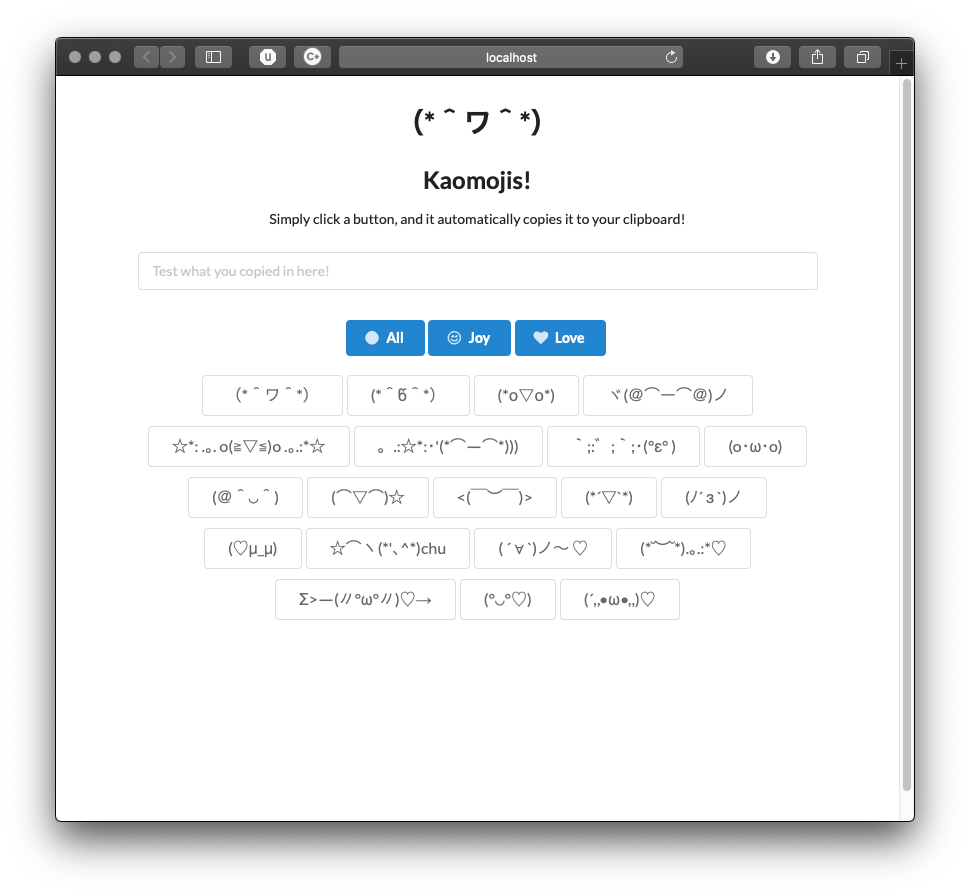 localhost
(*＾ワ＾*)
Kaomojis!
Simply click a button, and it automatically copies it to your clipboard!
Test what you copied in here!
All Joy Love
(*＾ワ＾*) (*＾б＾*) (*o▽o*) ヾ(@⌒ー⌒@)ノ
☆*:.｡.o(≧▽≦)o.｡.:*☆ 。.:☆*:･'(*⌒―⌒*))) ｀;:゛;｀;･(°ε° ) (o･ω･o)
(@＾◡＾) (⌒▽⌒)☆ <(￣︶￣)> (*´▽`*) (ﾉ´з`)ノ
(♡μ_μ) ☆⌒ヽ(*'､^*)chu (´∀`)ノ～♡ (*˘︶˘*).｡.:*♡
Σ>―(〃°ω°〃)♡→ (°◡°♡) (´,,•ω•,,)♡